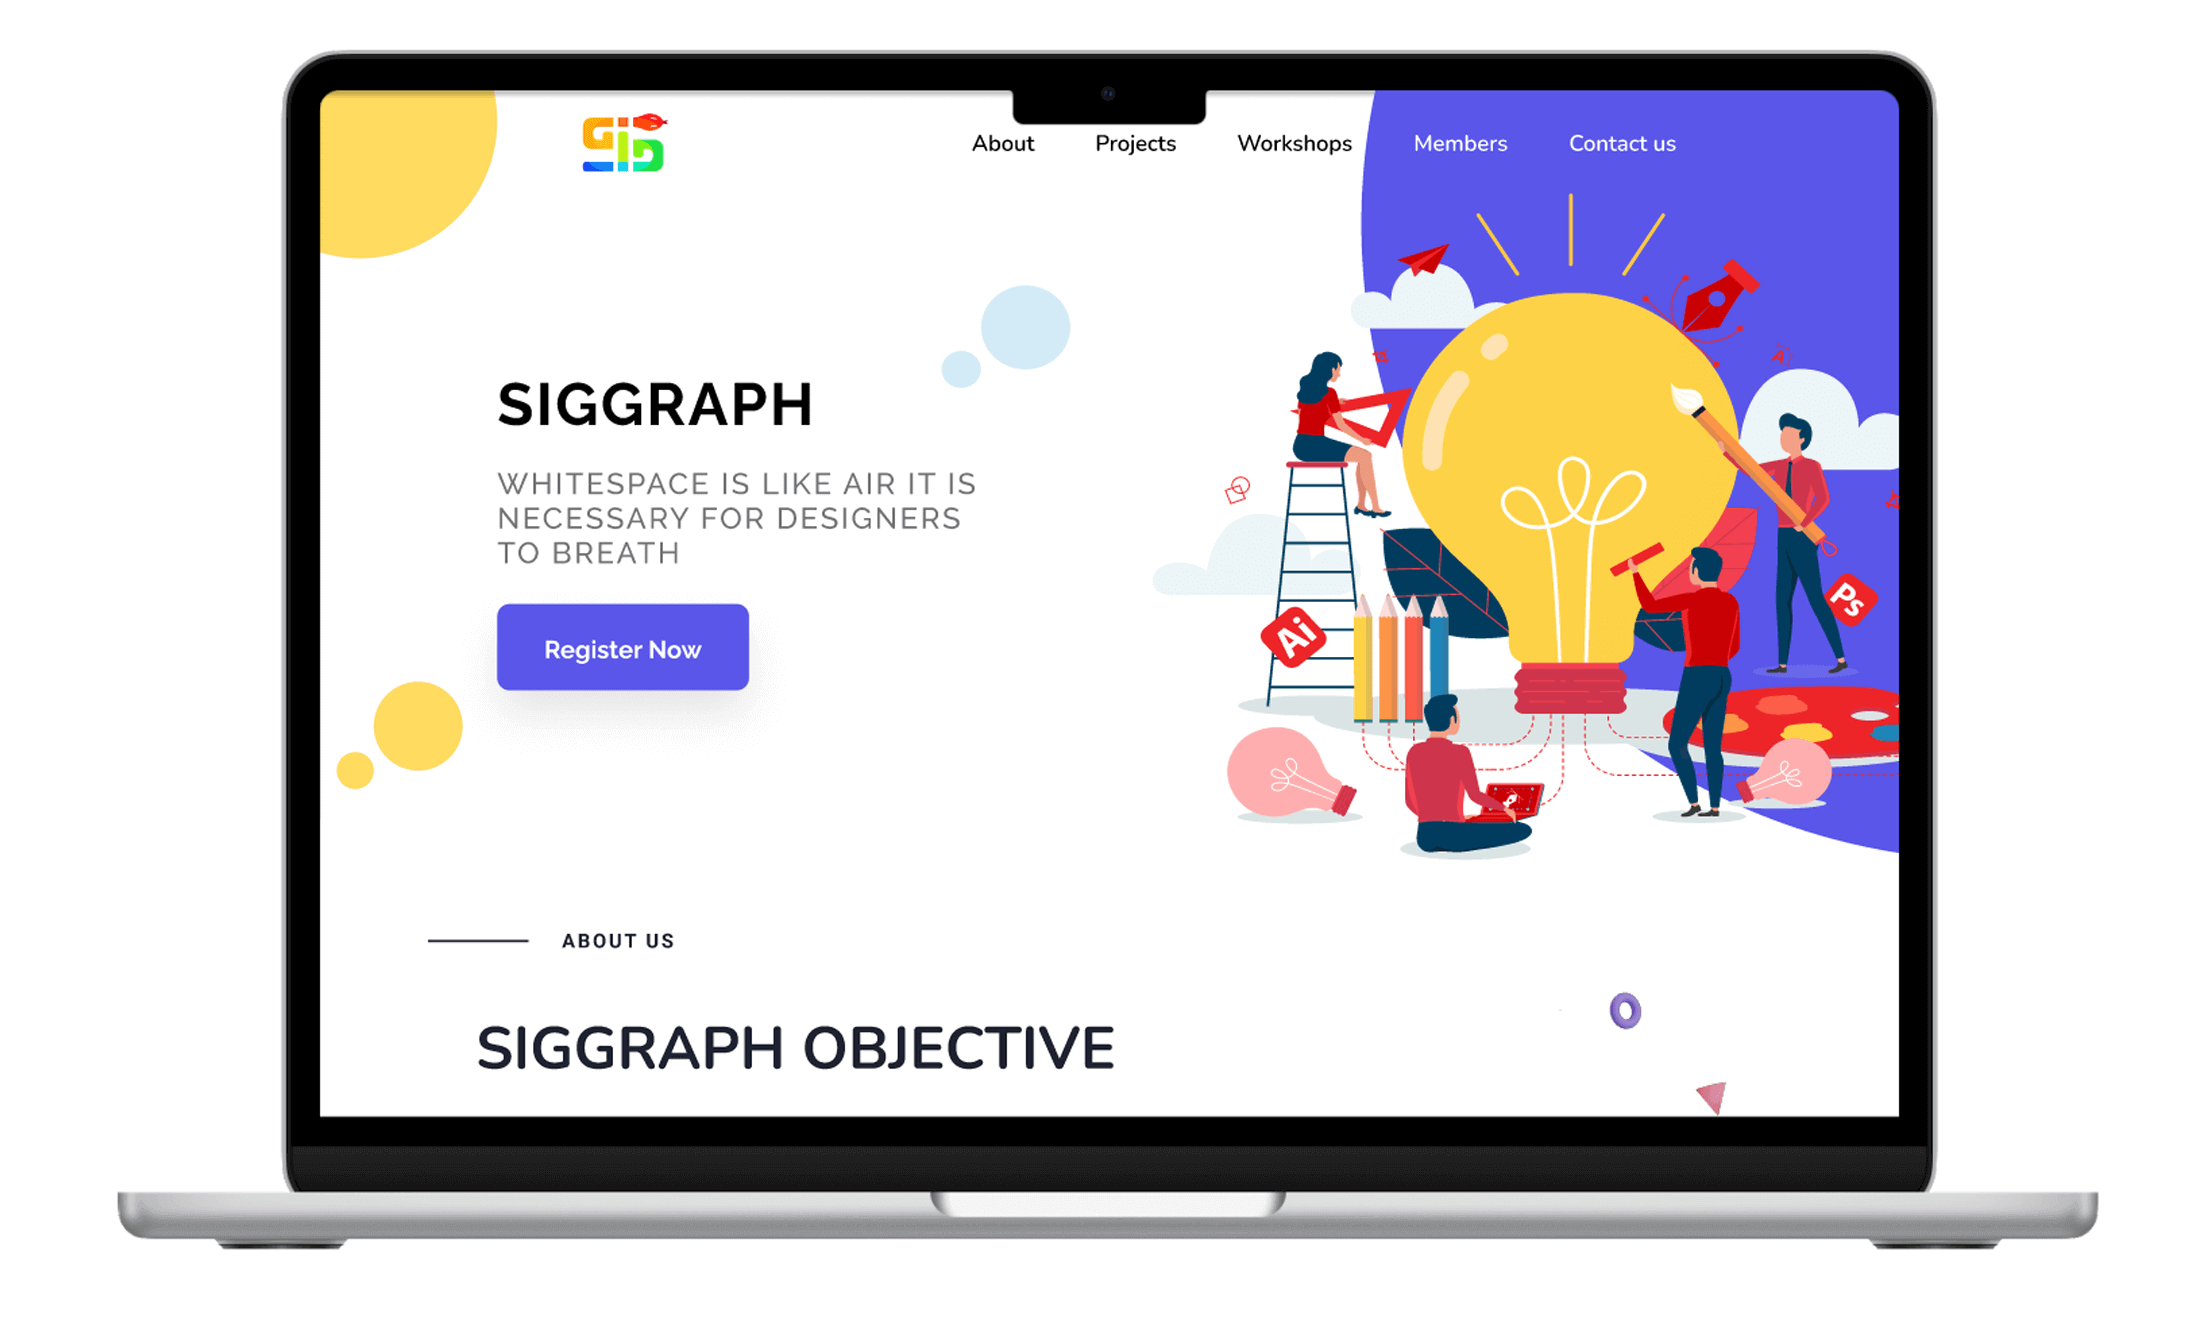 SIG
About Projects Workshops Members Contact us
SIGGRAPH
WHITESPACE IS LIKE AIR IT IS
NECESSARY FOR DESIGNERS
TO BREATH
Ai
Ps
Register Now
ABOUT US
SIGGRAPH OBJECTIVE